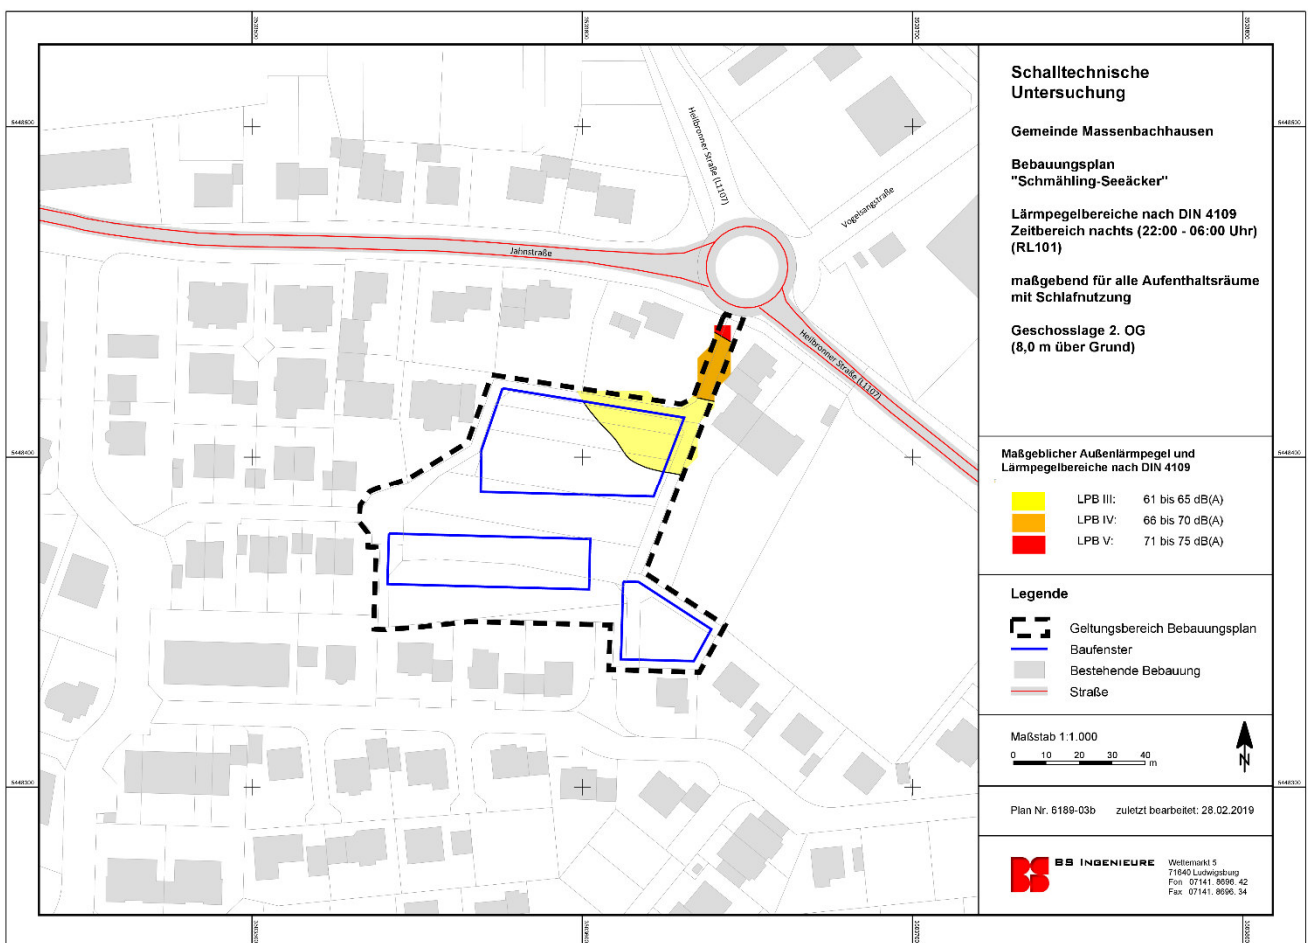 Schalltechnische
Untersuchung
Gemeinde Massenbachhausen
Bebauungsplan
"Schmähling-Seeäcker"
Lärmpegelbereiche nach DIN 4109
Zeitbereich nachts (22:00 - 06:00 Uhr)
(RL101)
maßgebend für alle Aufenthaltsräume
mit Schlafnutzung
Geschosslage 2. OG
(8,0 m über Grund)
Maßgeblicher Außenlärmpegel und
Lärmpegelbereiche nach DIN 4109
LPB III: 61 bis 65 dB(A)
LPB IV: 66 bis 70 dB(A)
LPB V: 71 bis 75 dB(A)
Legende
Geltungsbereich Bebauungsplan
Baufenster
Bestehende Bebauung
Straße
Maßstab 1:1.000
0 10 20 30 40
m
N
Plan Nr. 6189-03b zuletzt bearbeitet: 28.02.2019
BS INGENIEURE
Wettemarkt 5
71640 Ludwigsburg
Fon 07141. 8696. 42
Fax 07141. 8696. 34
Heilbronner Straße (L1107)
Vogelsangstraße
Jahnstraße
Heilbronner Straße (L1107)
5448400
5448400
5448300
5448300